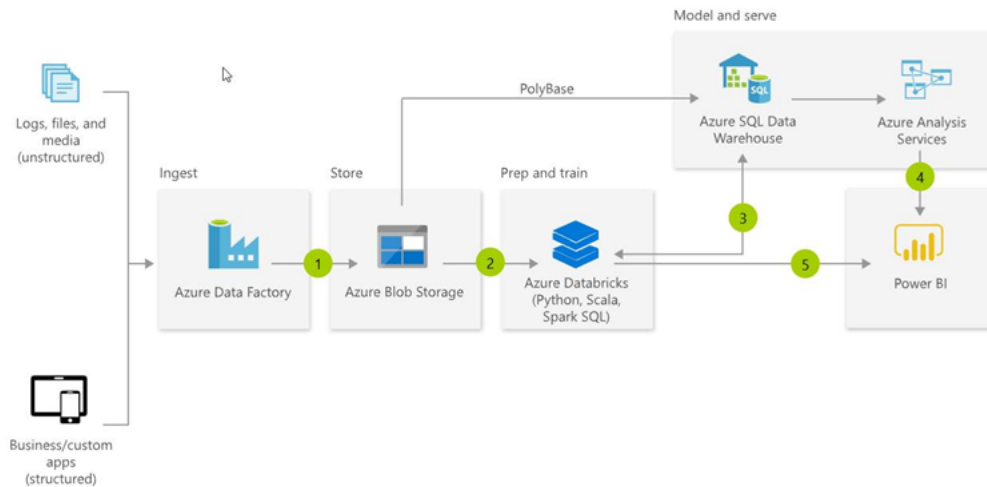 Model and serve
PolyBase
SQL
Azure SQL Data
Warehouse
Azure Analysis
Services
Logs, files, and
media
(unstructured)
Ingest
Store
Prep and train
1
2
3
4
5
Azure Data Factory
Azure Blob Storage
Azure Databricks
(Python, Scala,
Spark SQL)
Power BI
Business/custom
apps
(structured)